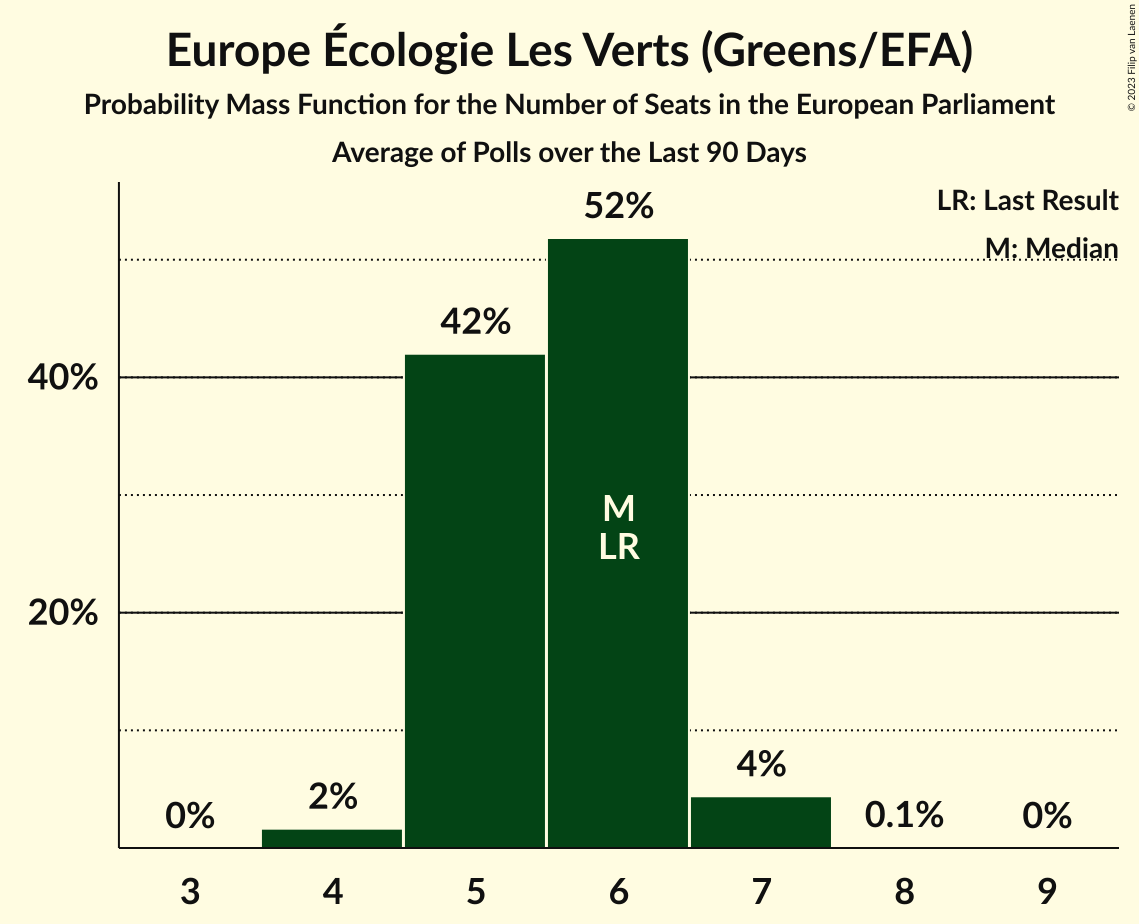 Europe Écologie Les Verts (Greens/EFA)
Probability Mass Function for the Number of Seats in the European Parliament
Average of Polls over the Last 90 Days
© 2023 Filip van Laenen
LR: Last Result
M: Median
52%
42%
40%
M
LR
20%
4%
2%
0%
0.1%
0%
3 4 5 6 7 8 9